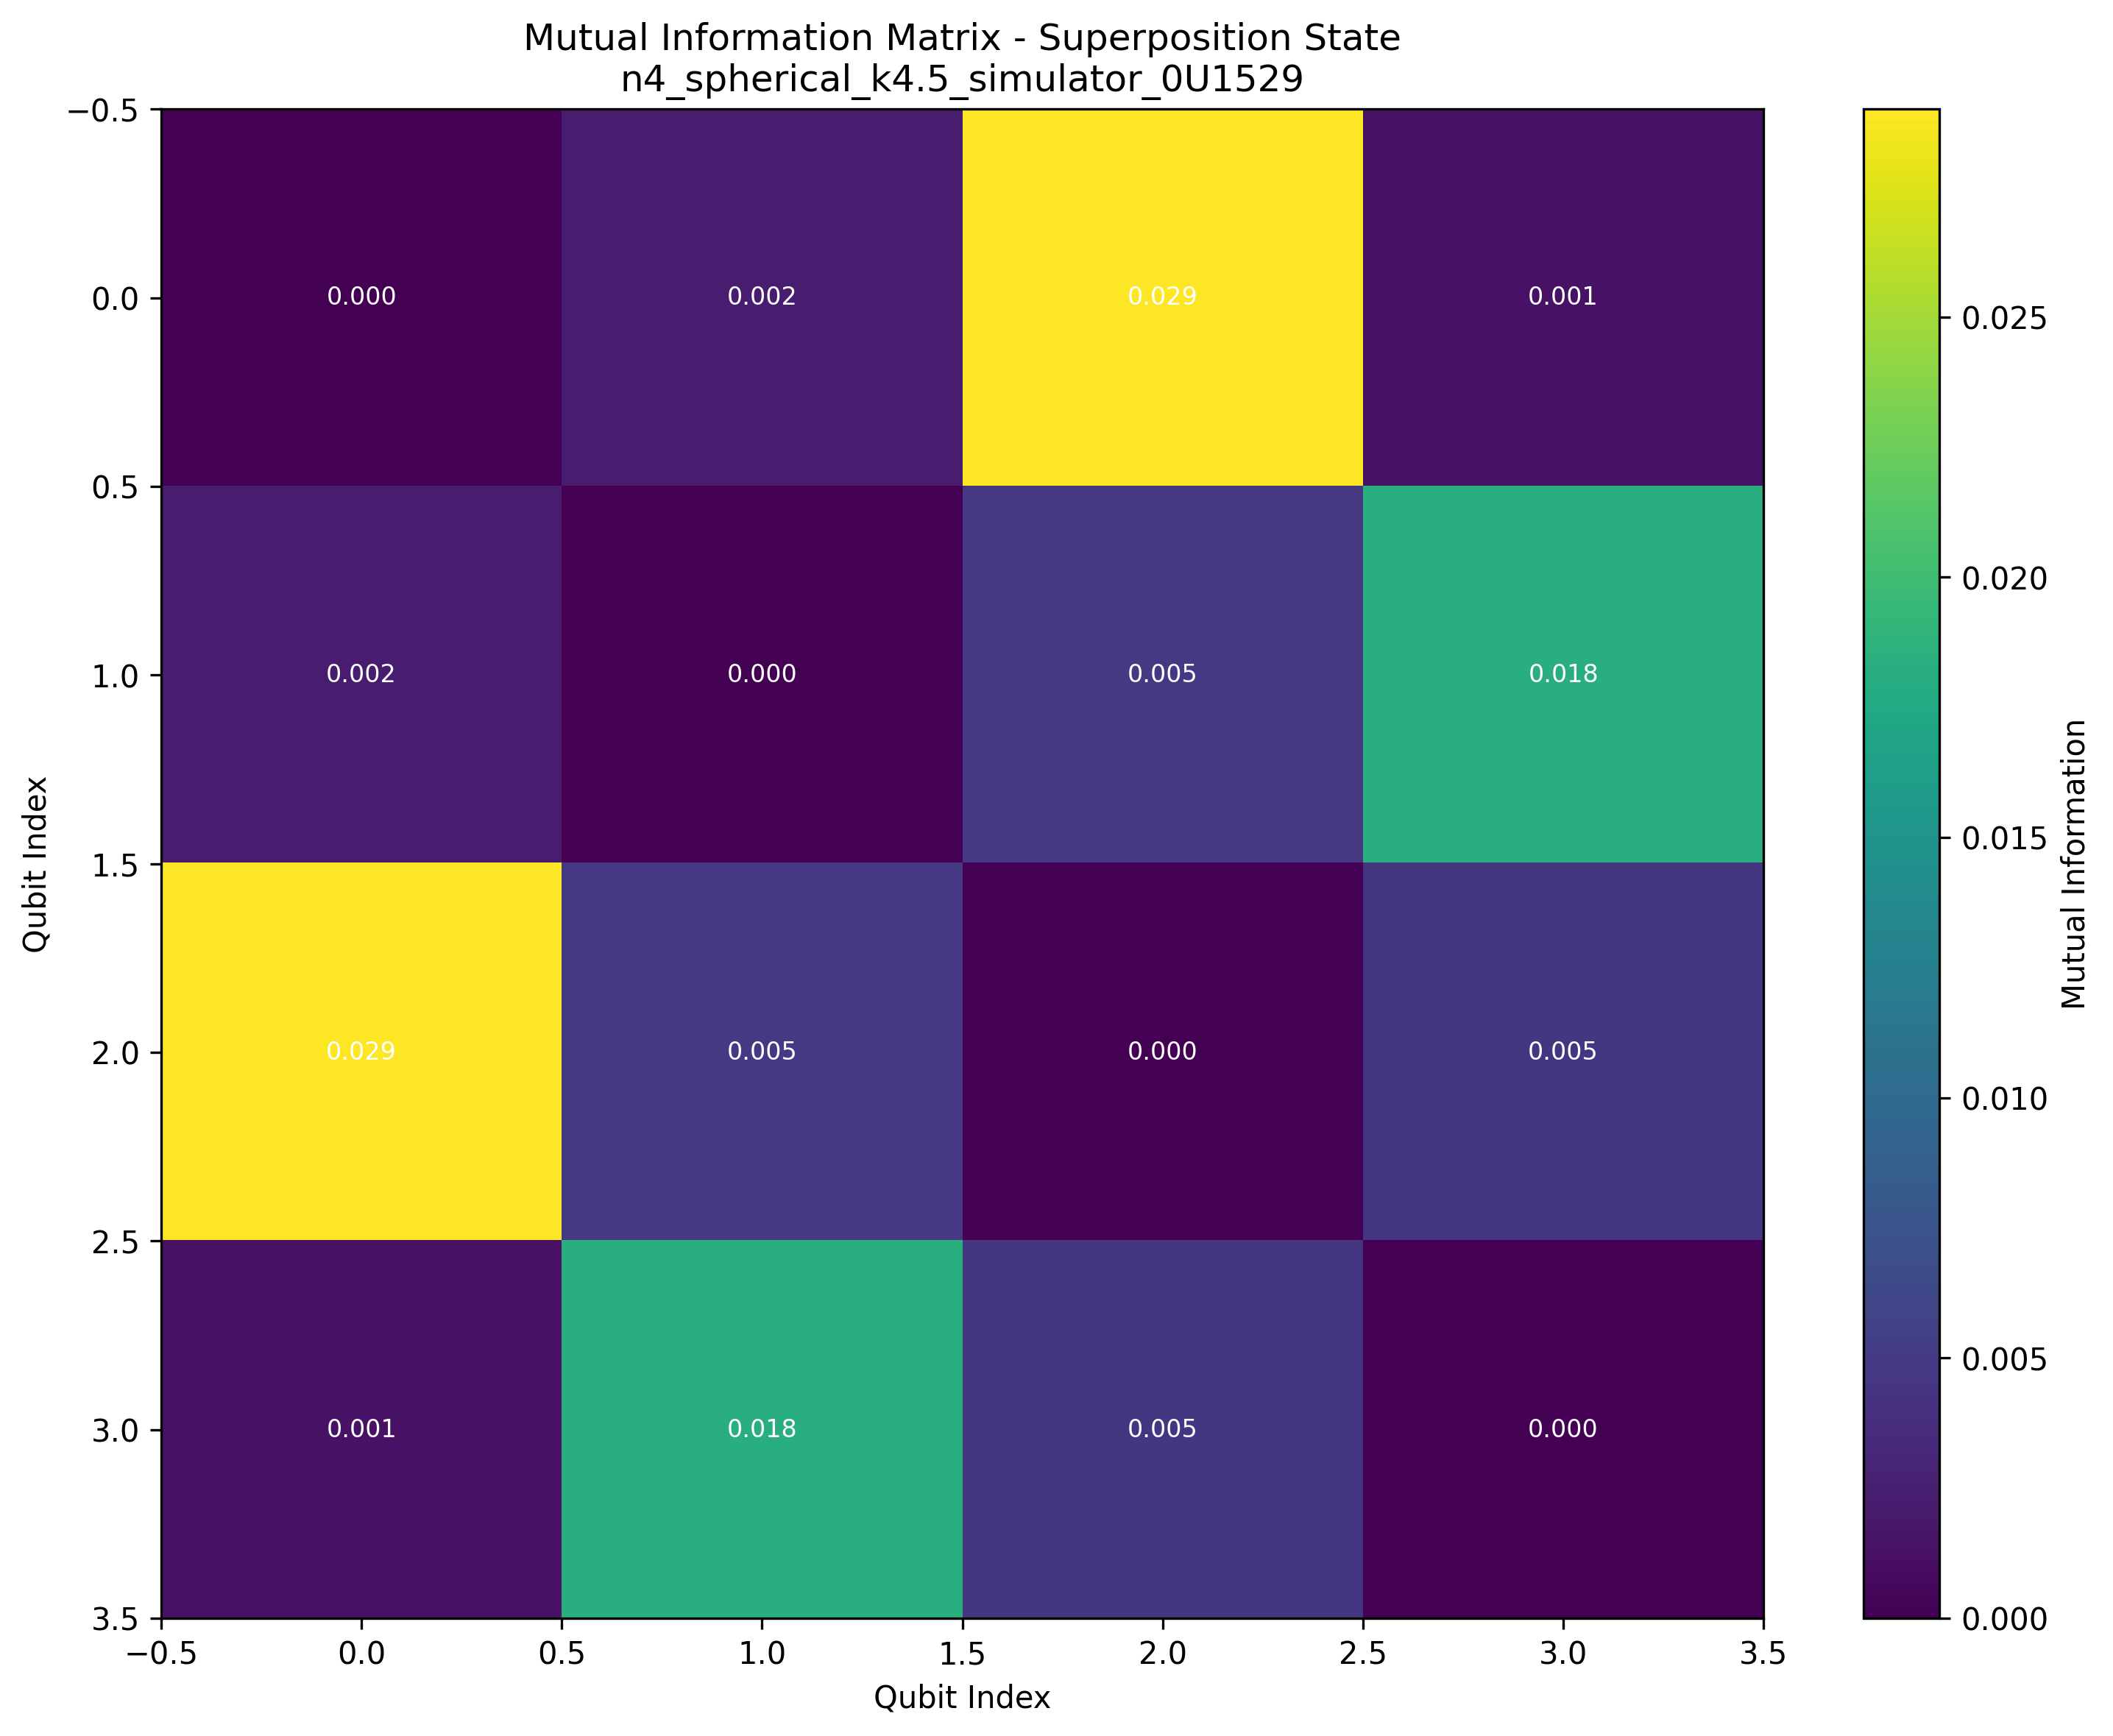 Mutual Information Matrix - Superposition State
n4_spherical_k4.5_simulator_0U1529
−0.5
0.0
0.5
1.0
1.5
2.0
2.5
3.0
3.5
Qubit Index
0.000 0.002 0.029 0.001
0.002 0.000 0.005 0.018
0.029 0.005 0.000 0.005
0.001 0.018 0.005 0.000
−0.5 0.0 0.5 1.0 1.5 2.0 2.5 3.0 3.5
Qubit Index
0.025
0.020
0.015
0.010
0.005
0.000
Mutual Information